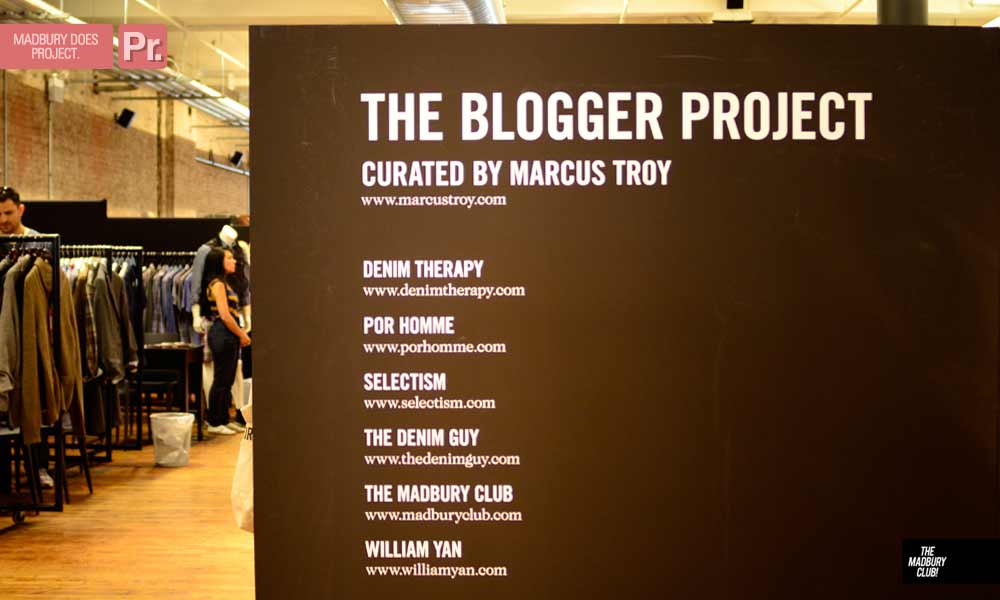 MADBURY DOES
PROJECT.
Pr.
THE BLOGGER PROJECT
CURATED BY MARCUS TROY
www.marcustroy.com
DENIM THERAPY
www.denimtherapy.com
POR HOMME
www.porhomme.com
SELECTISM
www.selectism.com
THE DENIM GUY
www.thedenimguy.com
THE MADBURY CLUB
www.madburyclub.com
WILLIAM YAN
www.williamyan.com
THE
MADBURY
CLUB!